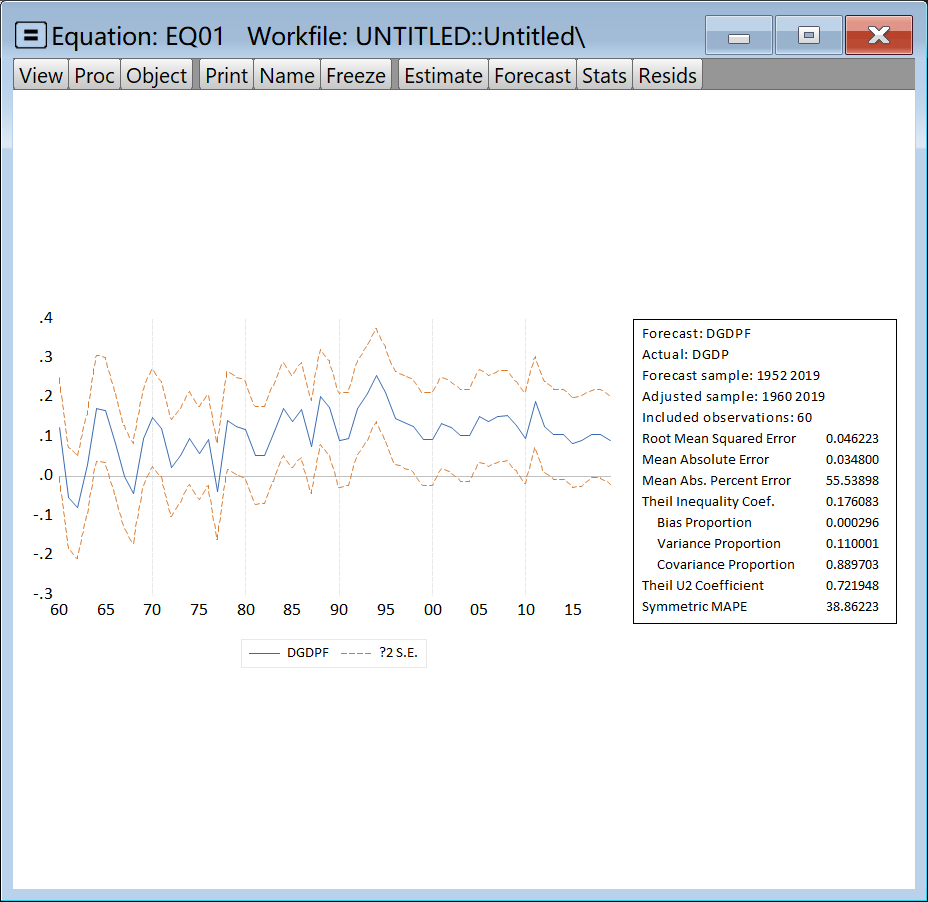 Equation: EQ01 Workfile: UNTITLED::Untitled\
View Proc Object Print Name Freeze Estimate Forecast Stats Resids
.4
.3
.2
.1
.0
-.1
-.2
-.3
60 65 70 75 80 85 90 95 00 05 10 15
DGDPF ?2 S.E.
Forecast: DGDPF
Actual: DGDP
Forecast sample: 1952 2019
Adjusted sample: 1960 2019
Included observations: 60
Root Mean Squared Error 0.046223
Mean Absolute Error 0.034800
Mean Abs. Percent Error 55.53898
Theil Inequality Coef. 0.176083
Bias Proportion 0.000296
Variance Proportion 0.110001
Covariance Proportion 0.889703
Theil U2 Coefficient 0.721948
Symmetric MAPE 38.86223